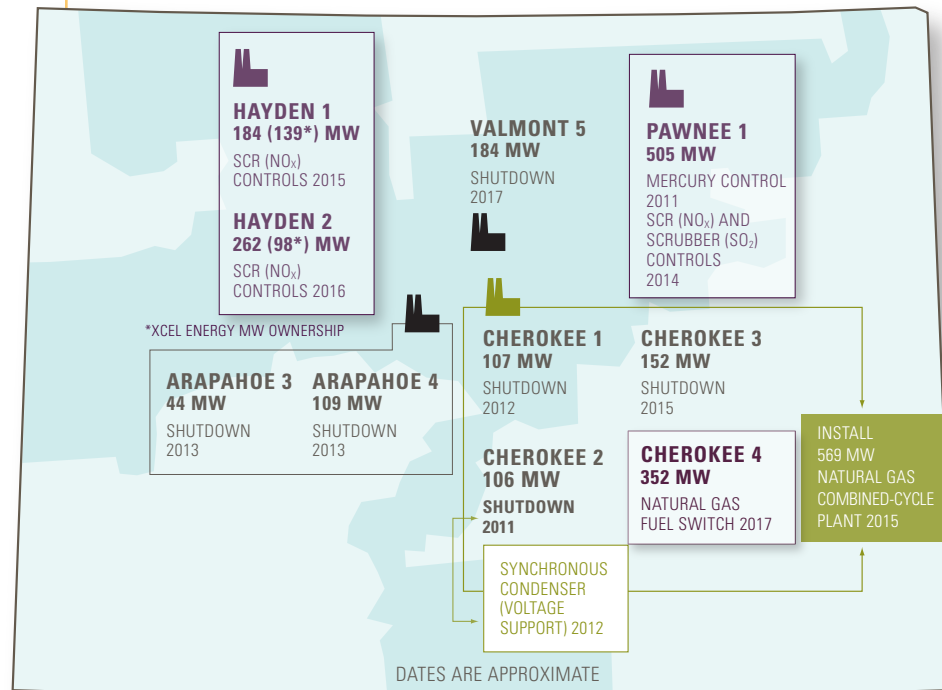 HAYDEN 1
184 (139*) MW
SCR (NOx)
CONTROLS 2015
HAYDEN 2
262 (98*) MW
SCR (NOx)
CONTROLS 2016
*XCEL ENERGY MW OWNERSHIP
VALMONT 5
184 MW
SHUTDOWN
2017
PAWNEE 1
505 MW
MERCURY CONTROL
2011
SCR (NOx) AND
SCRUBBER (SO₂)
CONTROLS
2014
ARAPAHOE 3
44 MW
SHUTDOWN
2013
ARAPAHOE 4
109 MW
SHUTDOWN
2013
CHEROKEE 1
107 MW
SHUTDOWN
2012
CHEROKEE 3
152 MW
SHUTDOWN
2015
CHEROKEE 2
106 MW
SHUTDOWN
2011
CHEROKEE 4
352 MW
NATURAL GAS
FUEL SWITCH 2017
INSTALL
569 MW
NATURAL GAS
COMBINED-CYCLE
PLANT 2015
SYNCHRONOUS
CONDENSER
(VOLTAGE
SUPPORT) 2012
DATES ARE APPROXIMATE